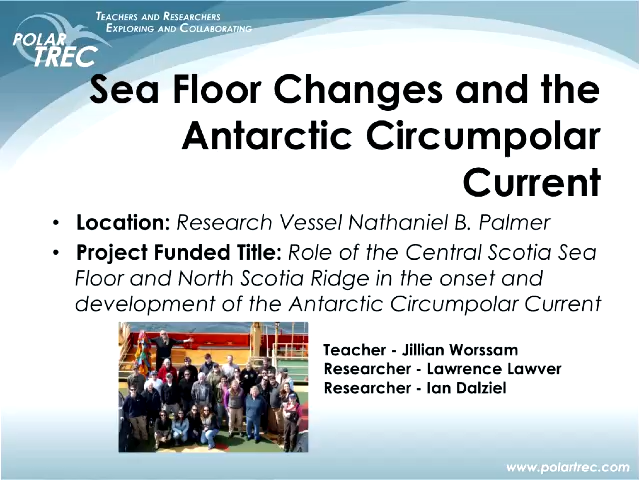 Teachers and Researchers
Exploring and Collaborating
POLAR
TREC
Sea Floor Changes and the
Antarctic Circumpolar
Current
• Location: Research Vessel Nathaniel B. Palmer
• Project Funded Title: Role of the Central Scotia Sea
Floor and North Scotia Ridge in the onset and
development of the Antarctic Circumpolar Current
Teacher - Jillian Worssam
Researcher - Lawrence Lawver
Researcher - Ian Dalziel
www.polartrec.com